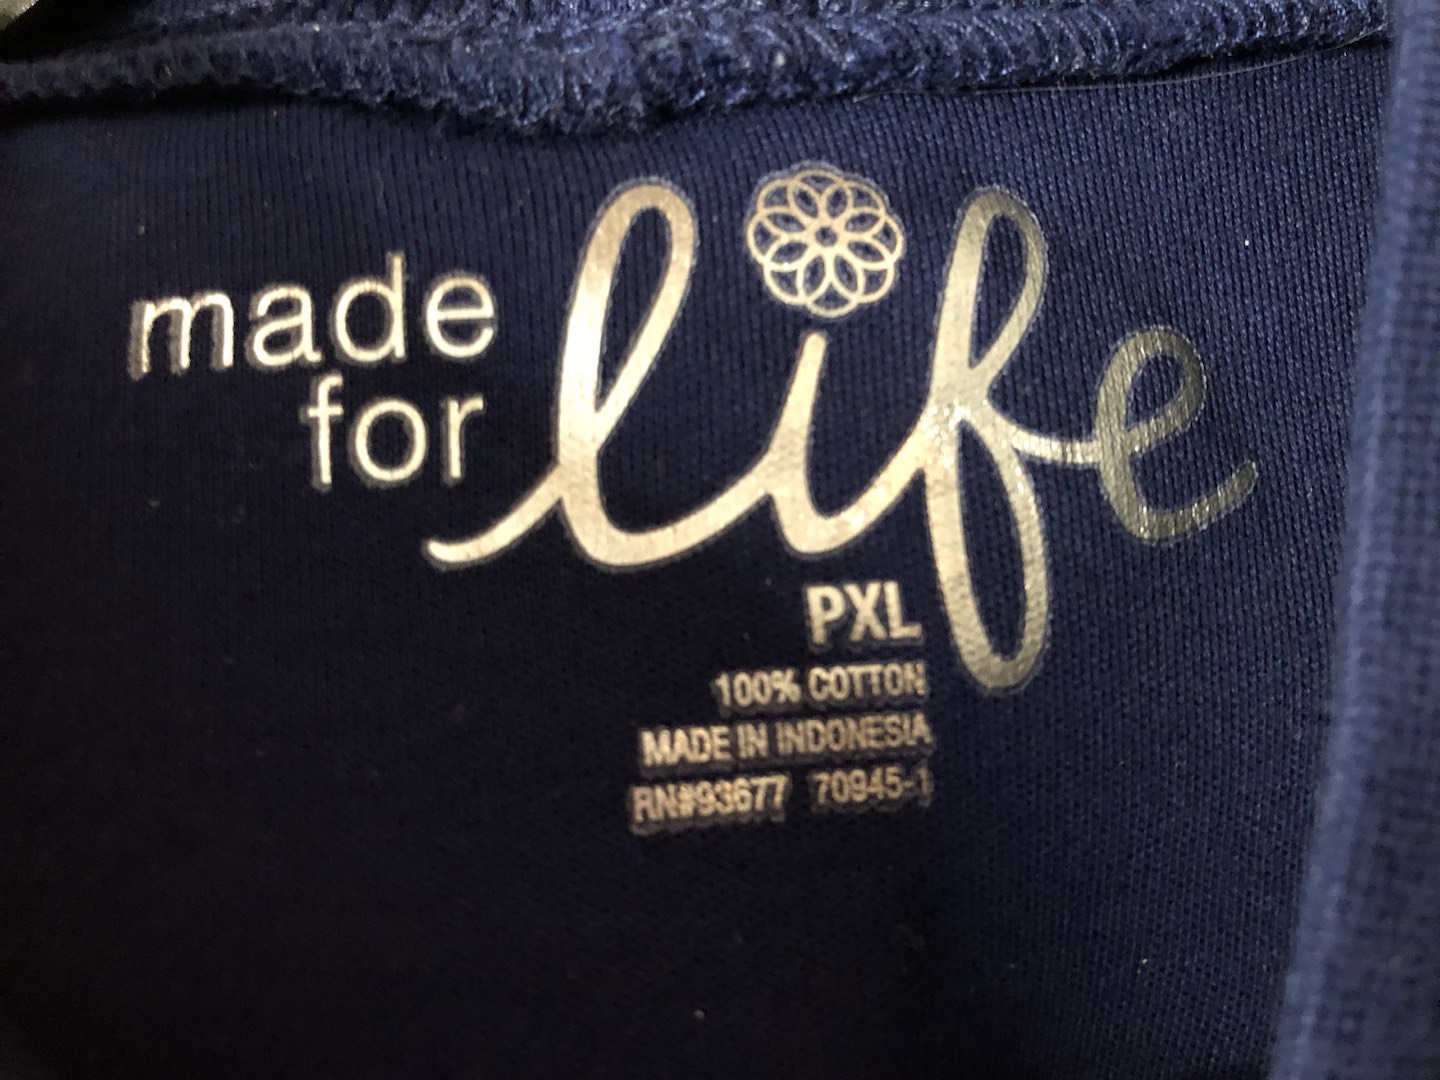 made
for
life
PXL
100% COTTON
MADE IN INDONESIA
RN#93677 70945-1